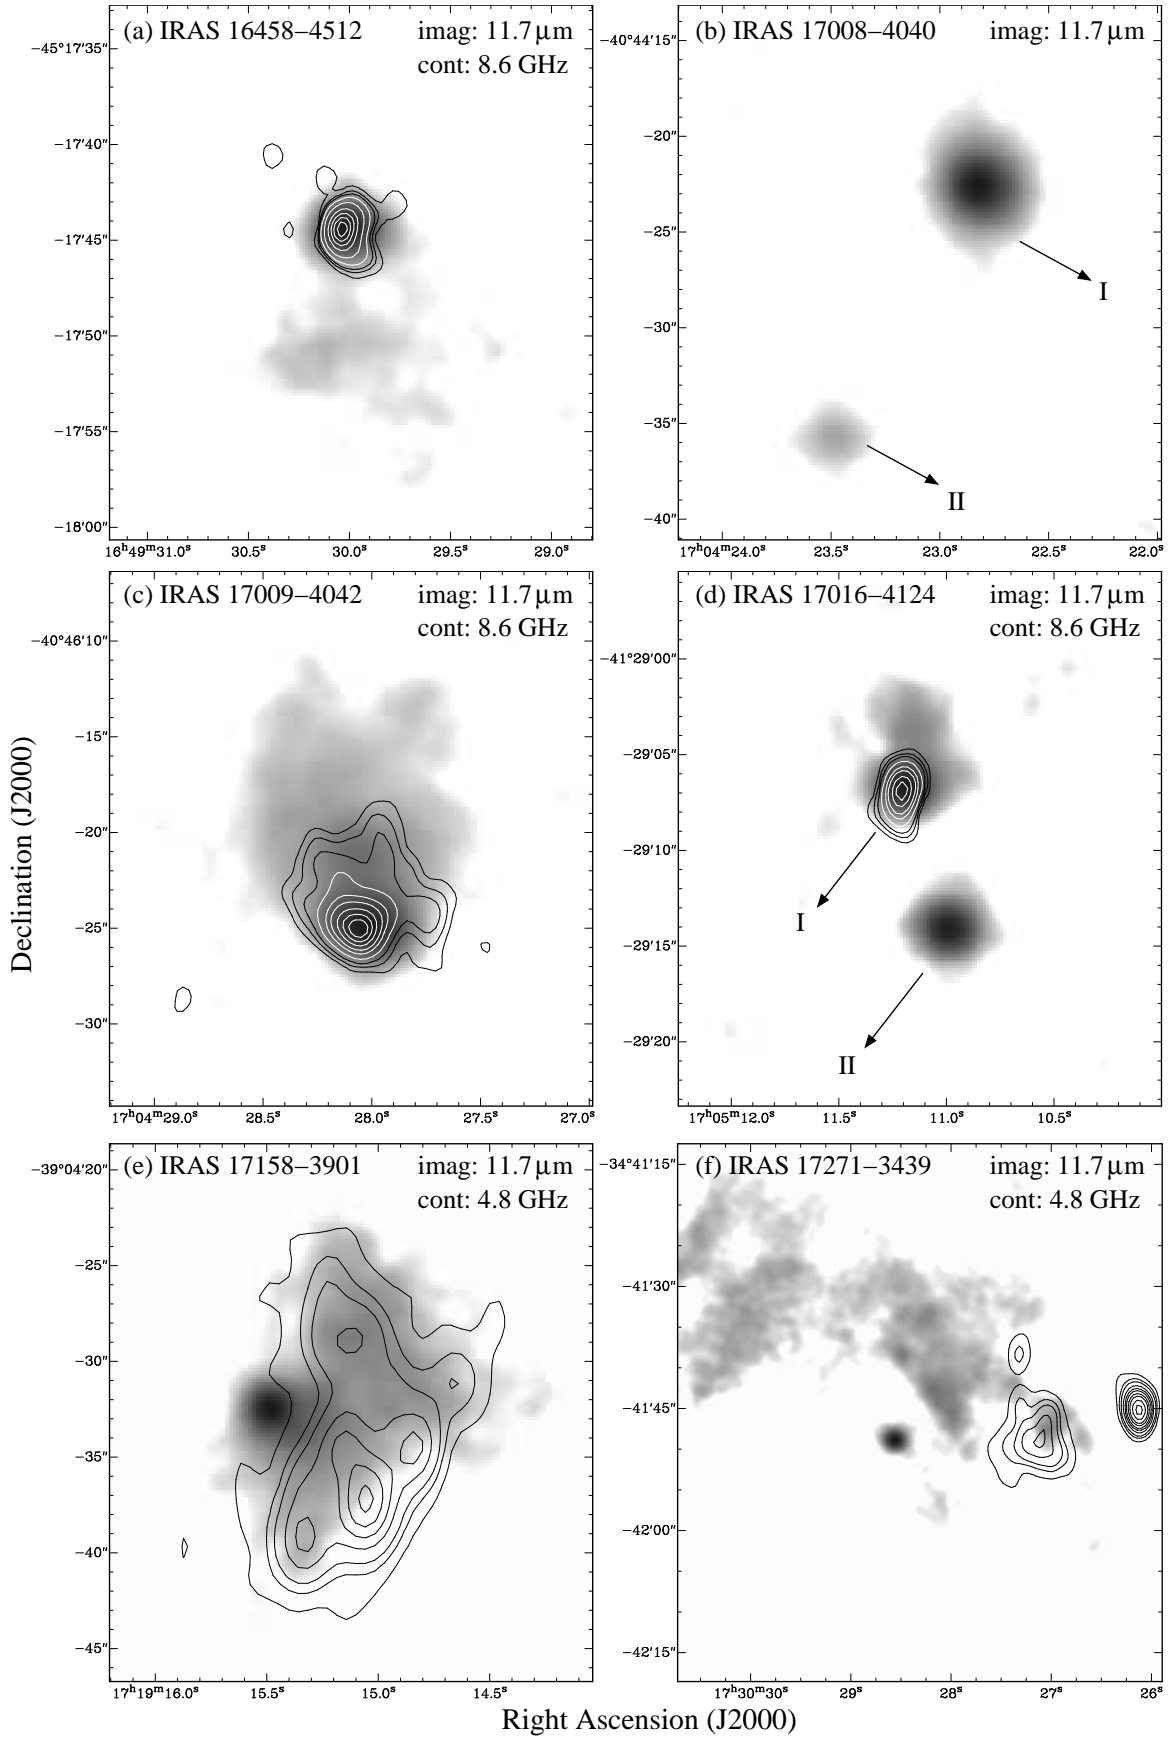 (a) IRAS 16458−4512 imag: 11.7 μm
cont: 8.6 GHz
−45°17′35″
−17′40″
−17′45″
−17′50″
−17′55″
−18′00″
16ʰ49ᵐ31.0ˢ 30.5ˢ 30.0ˢ 29.5ˢ 29.0ˢ
(b) IRAS 17008−4040 imag: 11.7 μm
−40°44′15″
−20″
−25″
I
−30″
−35″
II
−40″
17ʰ04ᵐ24.0ˢ 23.5ˢ 23.0ˢ 22.5ˢ 22.0ˢ
(c) IRAS 17009−4042 imag: 11.7 μm
cont: 8.6 GHz
−40°46′10″
−15″
−20″
−25″
−30″
17ʰ04ᵐ29.0ˢ 28.5ˢ 28.0ˢ 27.5ˢ 27.0ˢ
(d) IRAS 17016−4124 imag: 11.7 μm
cont: 8.6 GHz
−41°29′00″
−29′05″
−29′10″
I
−29′15″
−29′20″
II
17ʰ05ᵐ12.0ˢ 11.5ˢ 11.0ˢ 10.5ˢ
(e) IRAS 17158−3901 imag: 11.7 μm
cont: 4.8 GHz
−39°04′20″
−25″
−30″
−35″
−40″
−45″
17ʰ19ᵐ16.0ˢ 15.5ˢ 15.0ˢ 14.5ˢ
(f) IRAS 17271−3439 imag: 11.7 μm
cont: 4.8 GHz
−34°41′15″
−41′30″
−41′45″
−42′00″
−42′15″
17ʰ30ᵐ30ˢ 29ˢ 28ˢ 27ˢ 26ˢ
Declination (J2000)
Right Ascension (J2000)